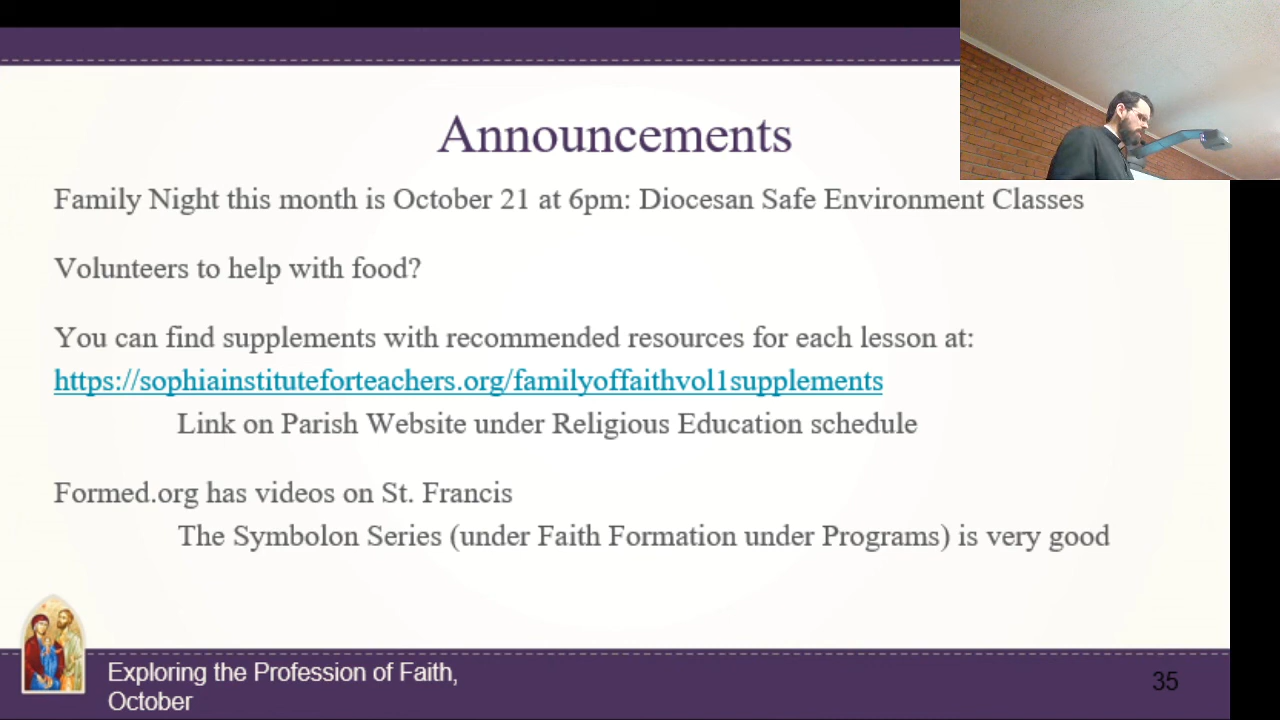 Announcements
Family Night this month is October 21 at 6pm: Diocesan Safe Environment Classes
Volunteers to help with food?
You can find supplements with recommended resources for each lesson at:
https://sophiainstituteforteachers.org/familyoffaithvol1supplements
Link on Parish Website under Religious Education schedule
Formed.org has videos on St. Francis
The Symbolon Series (under Faith Formation under Programs) is very good
Exploring the Profession of Faith,
October
35